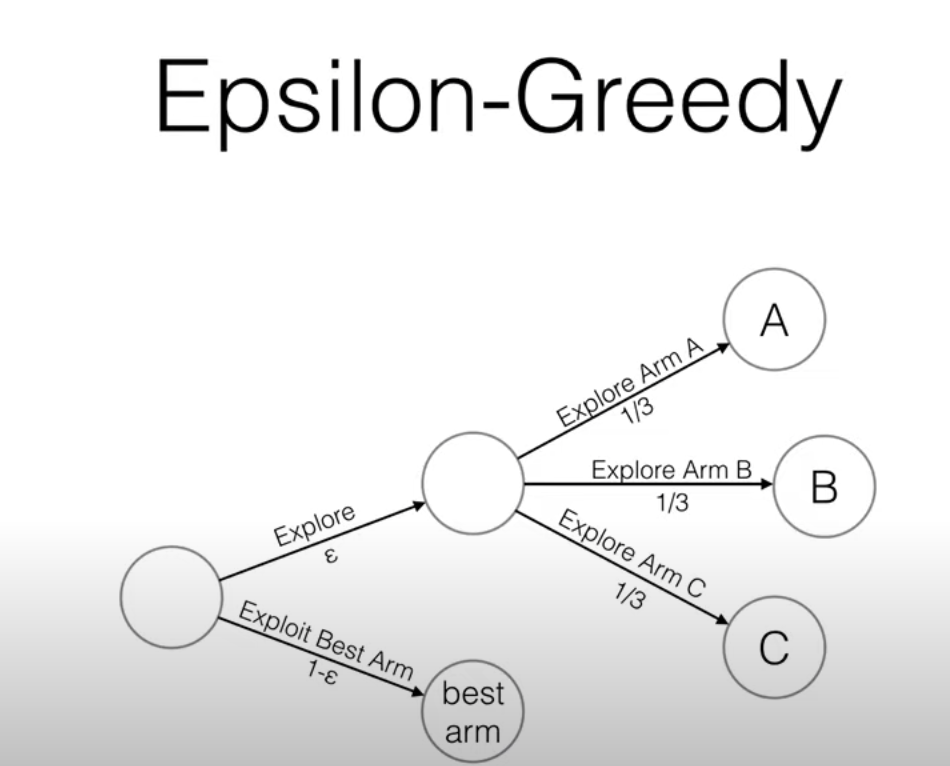 Epsilon-Greedy
A
Explore Arm A
1/3
Explore Arm B
1/3
B
Explore
ε
Explore Arm C
1/3
C
Exploit Best Arm
1-ε
best
arm